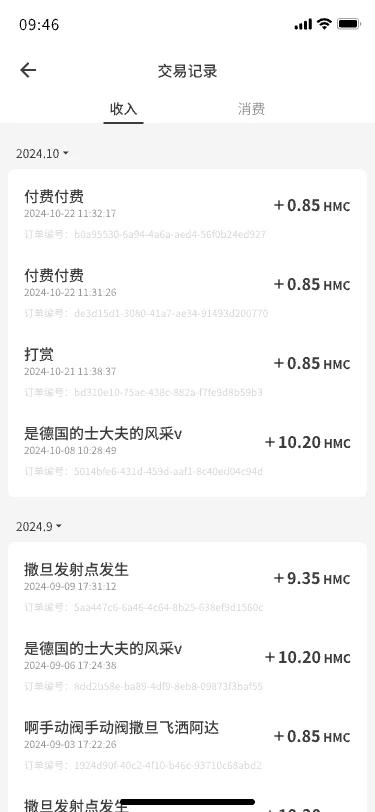 09:46
交易记录
收入
消费
2024.10
付费付费
+0.85 HMC
2024-10-22 11:32:17
订单编号：b0a95530-6a94-4a6a-aed4-56f0b24ed927
付费付费
+0.85 HMC
2024-10-22 11:31:26
订单编号：de3d15d1-3080-41a7-ae34-91493d200770
打赏
+0.85 HMC
2024-10-21 11:38:37
订单编号：bd310e10-75ac-438c-882a-f7fe9d8b59b3
是德国的士大夫的风采v
+10.20 HMC
2024-10-08 10:28:49
订单编号：5014bfe6-431d-459d-aaf1-8c40ed04c94d
2024.9
撒旦发射点发生
+9.35 HMC
2024-09-09 17:31:12
订单编号：5aa447c6-6a46-4c64-8b25-638ef9d1560c
是德国的士大夫的风采v
+10.20 HMC
2024-09-06 17:24:38
订单编号：8dd2b58e-ba89-4df9-8eb8-09873f3baf55
啊手动阀手动阀撒旦飞洒阿达
+0.85 HMC
2024-09-03 17:22:26
订单编号：1924d90f-40c2-4f10-b46c-93710c68abd2
撒旦发射点发生